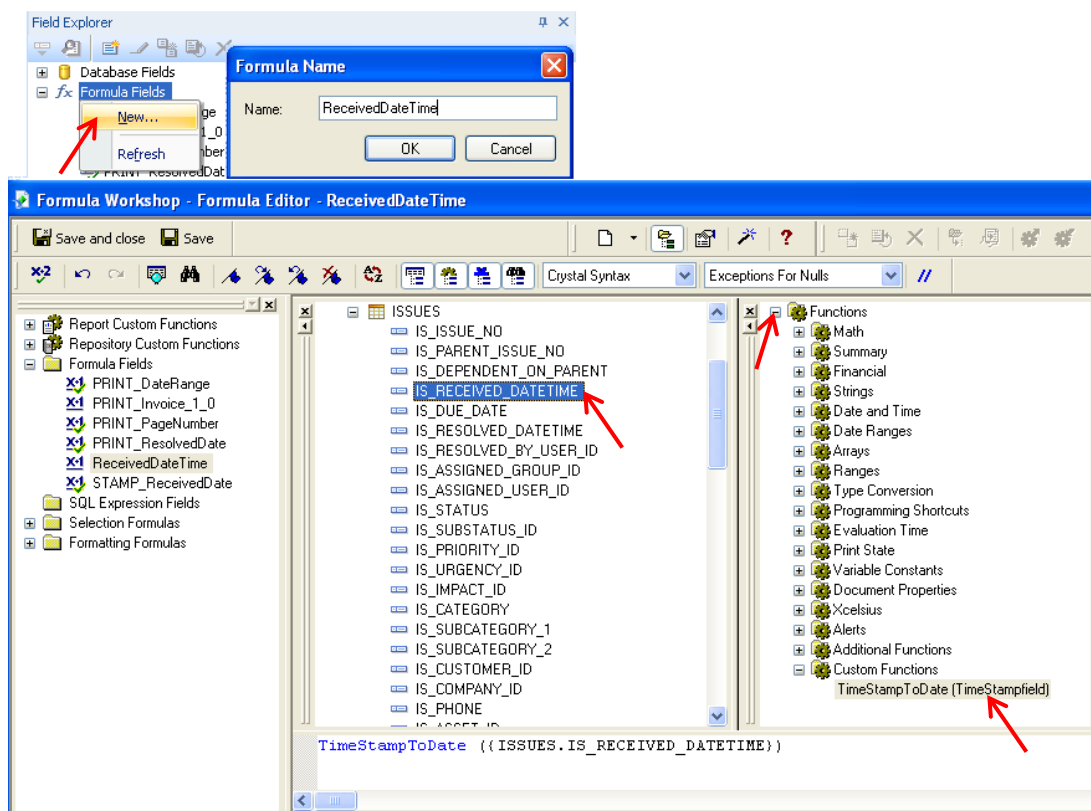 Field Explorer
Database Fields
Formula Fields
New...
Refresh
ge
1_0
nber
PRINT_ResolvedDat
Formula Name
Name:
ReceivedDateTime
OK
Cancel
Formula Workshop - Formula Editor - ReceivedDateTime
Save and close
Save
Crystal Syntax
Exceptions For Nulls
Report Custom Functions
Repository Custom Functions
Formula Fields
PRINT_DateRange
PRINT_Invoice_1_0
PRINT_PageNumber
PRINT_ResolvedDate
ReceivedDateTime
STAMP_ReceivedDate
SQL Expression Fields
Selection Formulas
Formatting Formulas
ISSUES
IS_ISSUE_NO
IS_PARENT_ISSUE_NO
IS_DEPENDENT_ON_PARENT
IS_RECEIVED_DATETIME
IS_DUE_DATE
IS_RESOLVED_DATETIME
IS_RESOLVED_BY_USER_ID
IS_ASSIGNED_GROUP_ID
IS_ASSIGNED_USER_ID
IS_STATUS
IS_SUBSTATUS_ID
IS_PRIORITY_ID
IS_URGENCY_ID
IS_IMPACT_ID
IS_CATEGORY
IS_SUBCATEGORY_1
IS_SUBCATEGORY_2
IS_CUSTOMER_ID
IS_COMPANY_ID
IS_PHONE
IS_ASSET_ID
Functions
Math
Summary
Financial
Strings
Date and Time
Date Ranges
Arrays
Ranges
Type Conversion
Programming Shortcuts
Evaluation Time
Print State
Variable Constants
Document Properties
Xcelsius
Alerts
Additional Functions
Custom Functions
TimeStampToDate (TimeStampfield)
TimeStampToDate ({ISSUES.IS_RECEIVED_DATETIME})